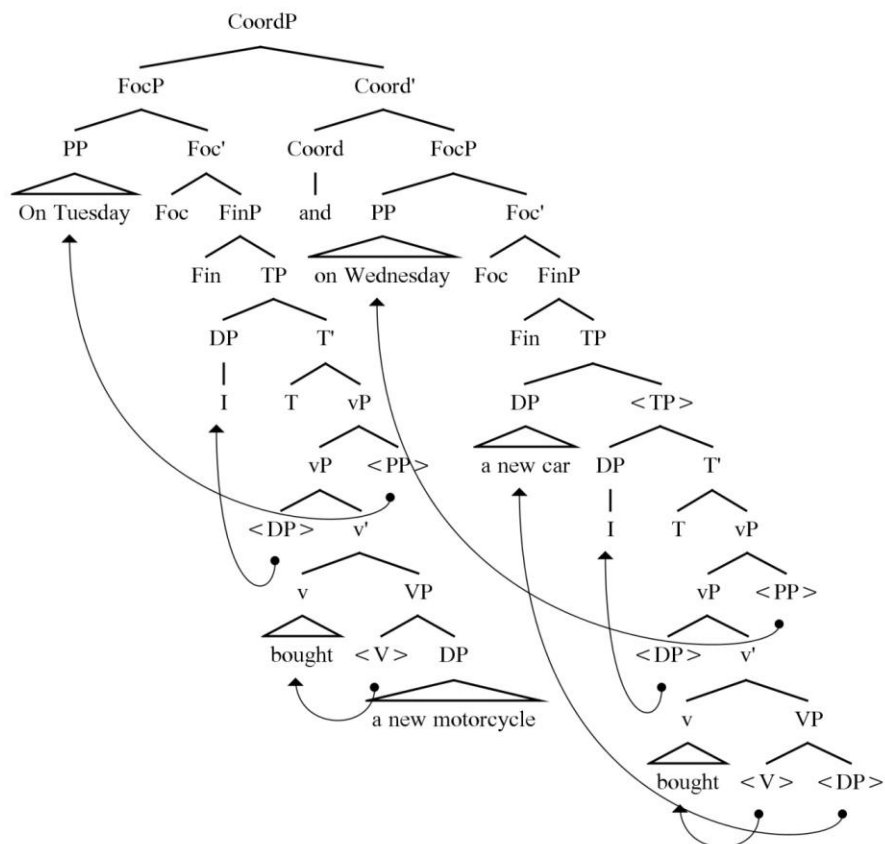 CoordP
FocP Coord'
PP Foc' Coord FocP
On Tuesday Foc FinP and PP Foc'
Fin TP on Wednesday Foc FinP
DP T' Fin TP
I T vP DP <TP>
vP <PP> a new car DP T'
<DP> v' I T vP
v VP vP <PP>
bought <V> DP <DP> v'
a new motorcycle v VP
bought <V> <DP>